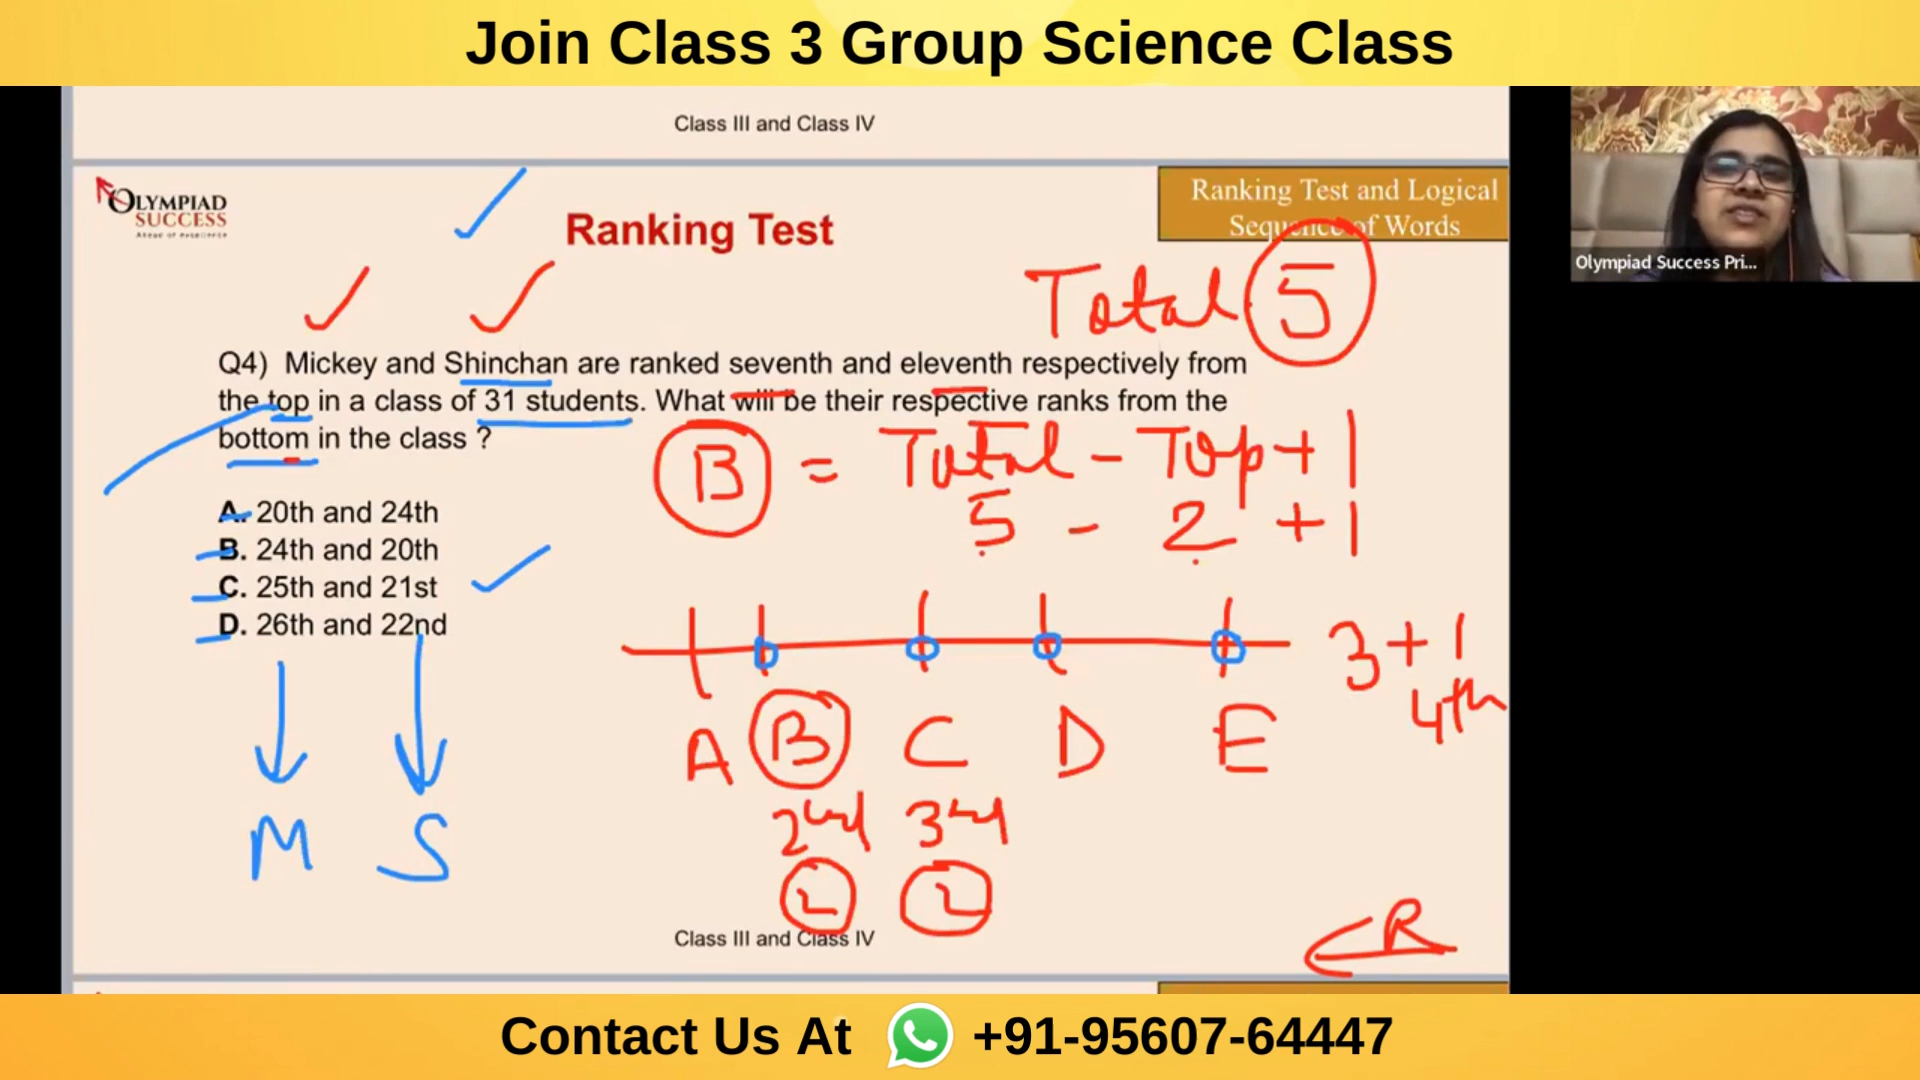 Join Class 3 Group Science Class
Class III and Class IV
OLYMPIAD
SUCCESS
Ahead of excellence
Ranking Test
Ranking Test and Logical
Sequence of Words
Olympiad Success Pri...
Total 5
Q4) Mickey and Shinchan are ranked seventh and eleventh respectively from
the top in a class of 31 students. What will be their respective ranks from the
bottom in the class ?
B = Total - Top + 1
5 - 2 + 1
A. 20th and 24th
B. 24th and 20th
C. 25th and 21st
D. 26th and 22nd
3 + 1
4th
A B C D E
2nd 3rd
M S
R
Class III and Class IV
Contact Us At +91-95607-64447